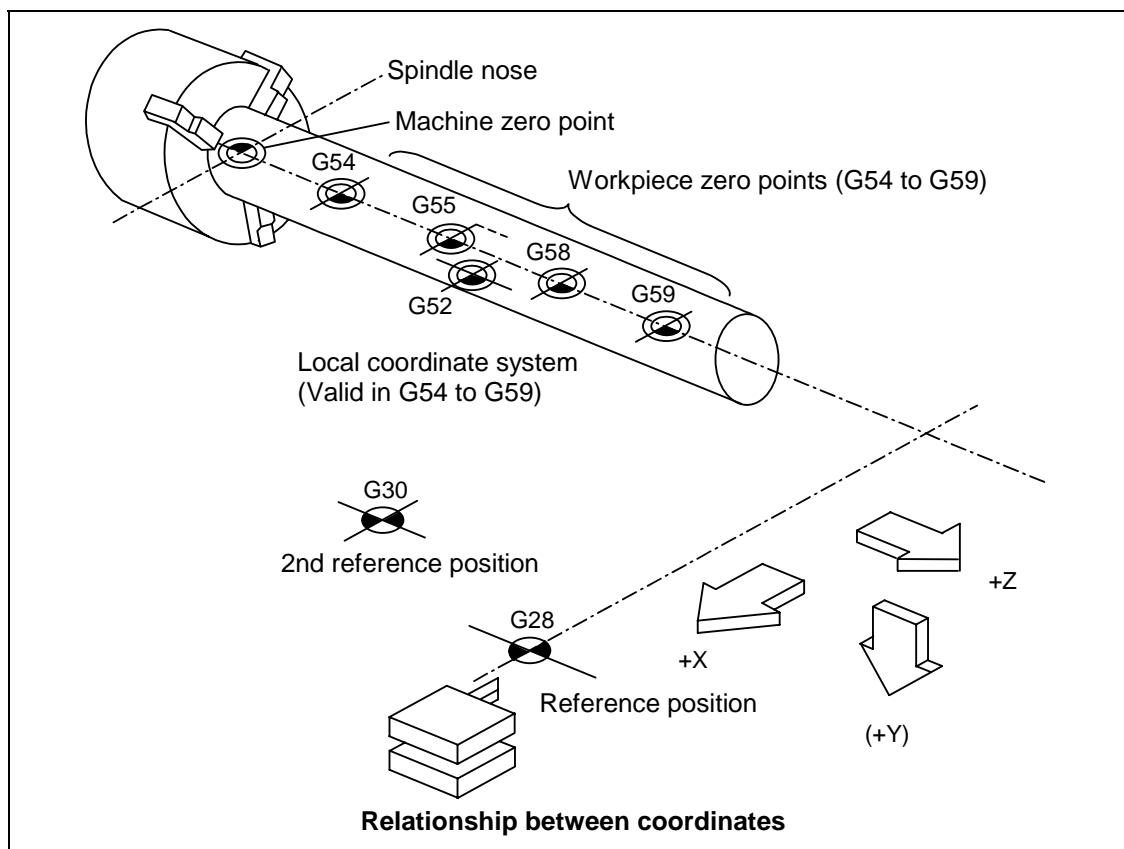 Spindle nose
Machine zero point
G54
Workpiece zero points (G54 to G59)
G55
G58
G52
G59
Local coordinate system
(Valid in G54 to G59)
G30
2nd reference position
+Z
G28
+X
Reference position
(+Y)
Relationship between coordinates